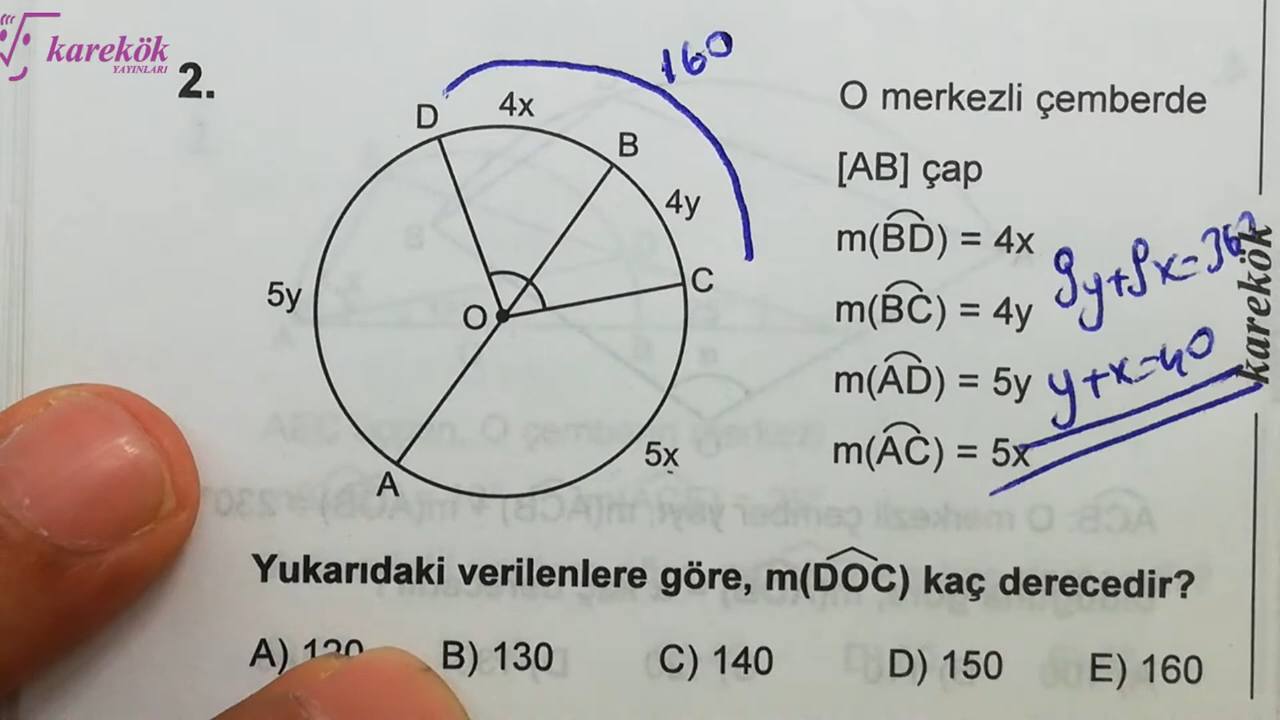 karekök
YAYINLARI
2.
160
D
4x
B
4y
C
5y
O
5x
A
O merkezli çemberde
[AB] çap
m(BD) = 4x
m(BC) = 4y
m(AD) = 5y
m(AC) = 5x
9y+9x=360
y+x=40
karekök
Yukarıdaki verilenlere göre, m(DOC) kaç derecedir?
A) 120 B) 130 C) 140 D) 150 E) 160